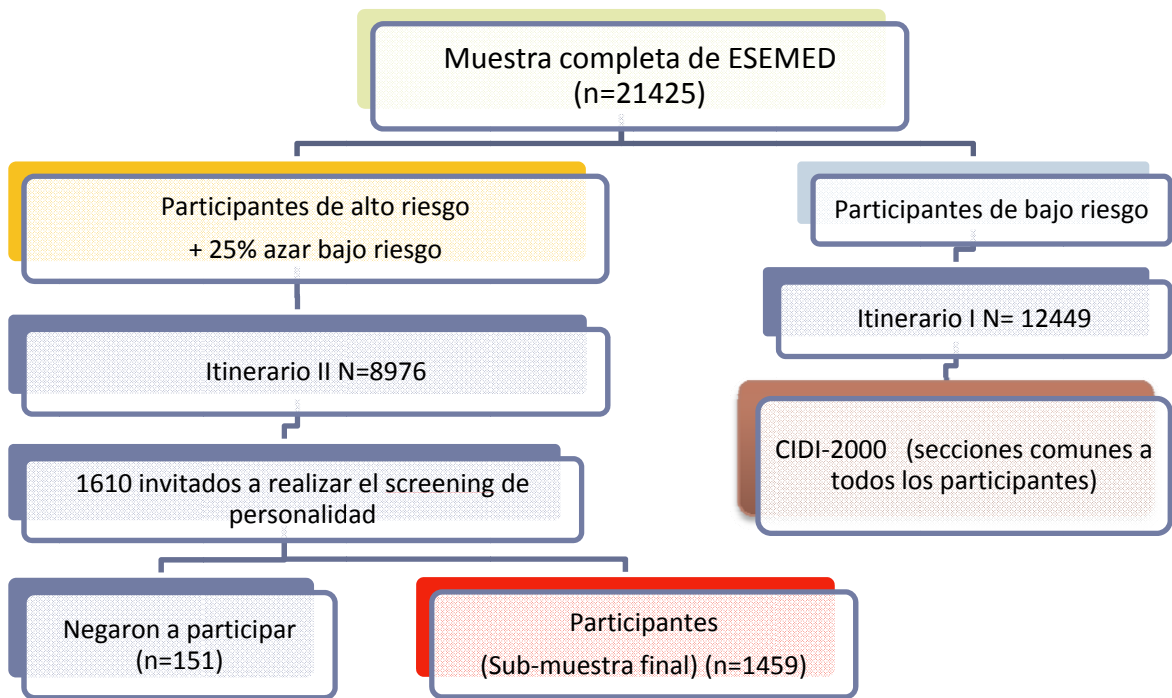 Muestra completa de ESEMED
(n=21425)
Participantes de alto riesgo
+ 25% azar bajo riesgo
Participantes de bajo riesgo
Itinerario I N= 12449
Itinerario II N=8976
CIDI-2000 (secciones comunes a
todos los participantes)
1610 invitados a realizar el screening de
personalidad
Negaron a participar
(n=151)
Participantes
(Sub-muestra final) (n=1459)